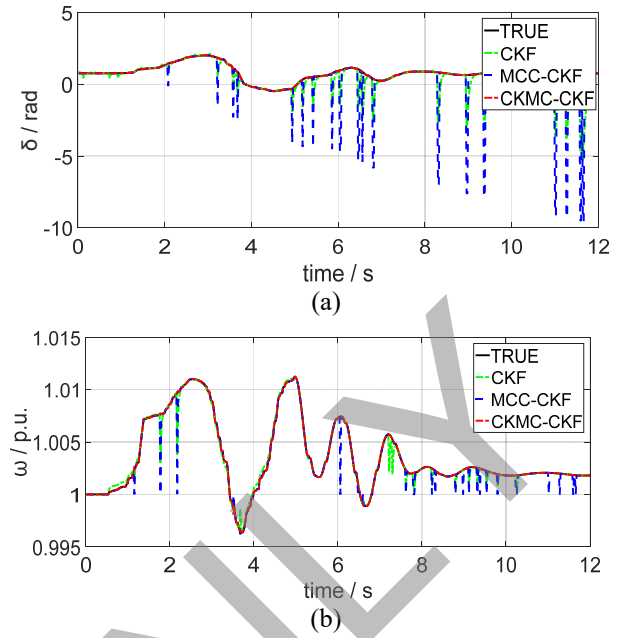 5
0
-5
-10
δ / rad
TRUE
CKF
MCC-CKF
CKMC-CKF
0 2 4 6 8 10 12
time / s
(a)
1.015
1.01
1.005
1
0.995
ω / p.u.
TRUE
CKF
MCC-CKF
CKMC-CKF
0 2 4 6 8 10 12
time / s
(b)
NLY